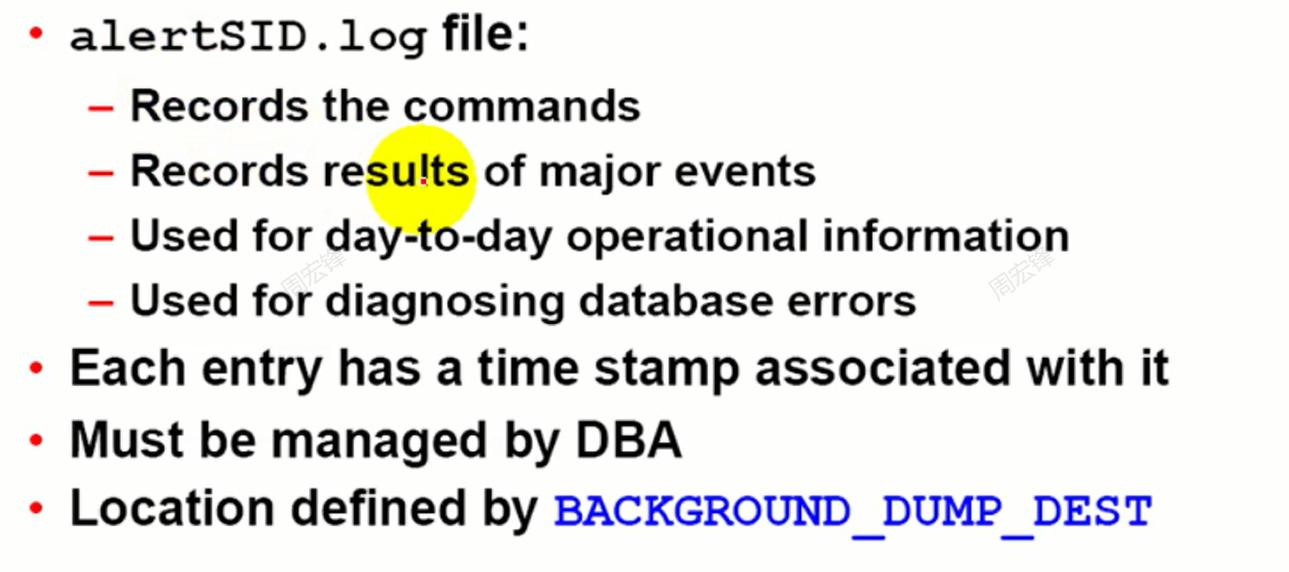 • alertSID.log file:
– Records the commands
– Records results of major events
– Used for day-to-day operational information
– Used for diagnosing database errors
周宏锋 周宏锋
• Each entry has a time stamp associated with it
• Must be managed by DBA
• Location defined by BACKGROUND_DUMP_DEST